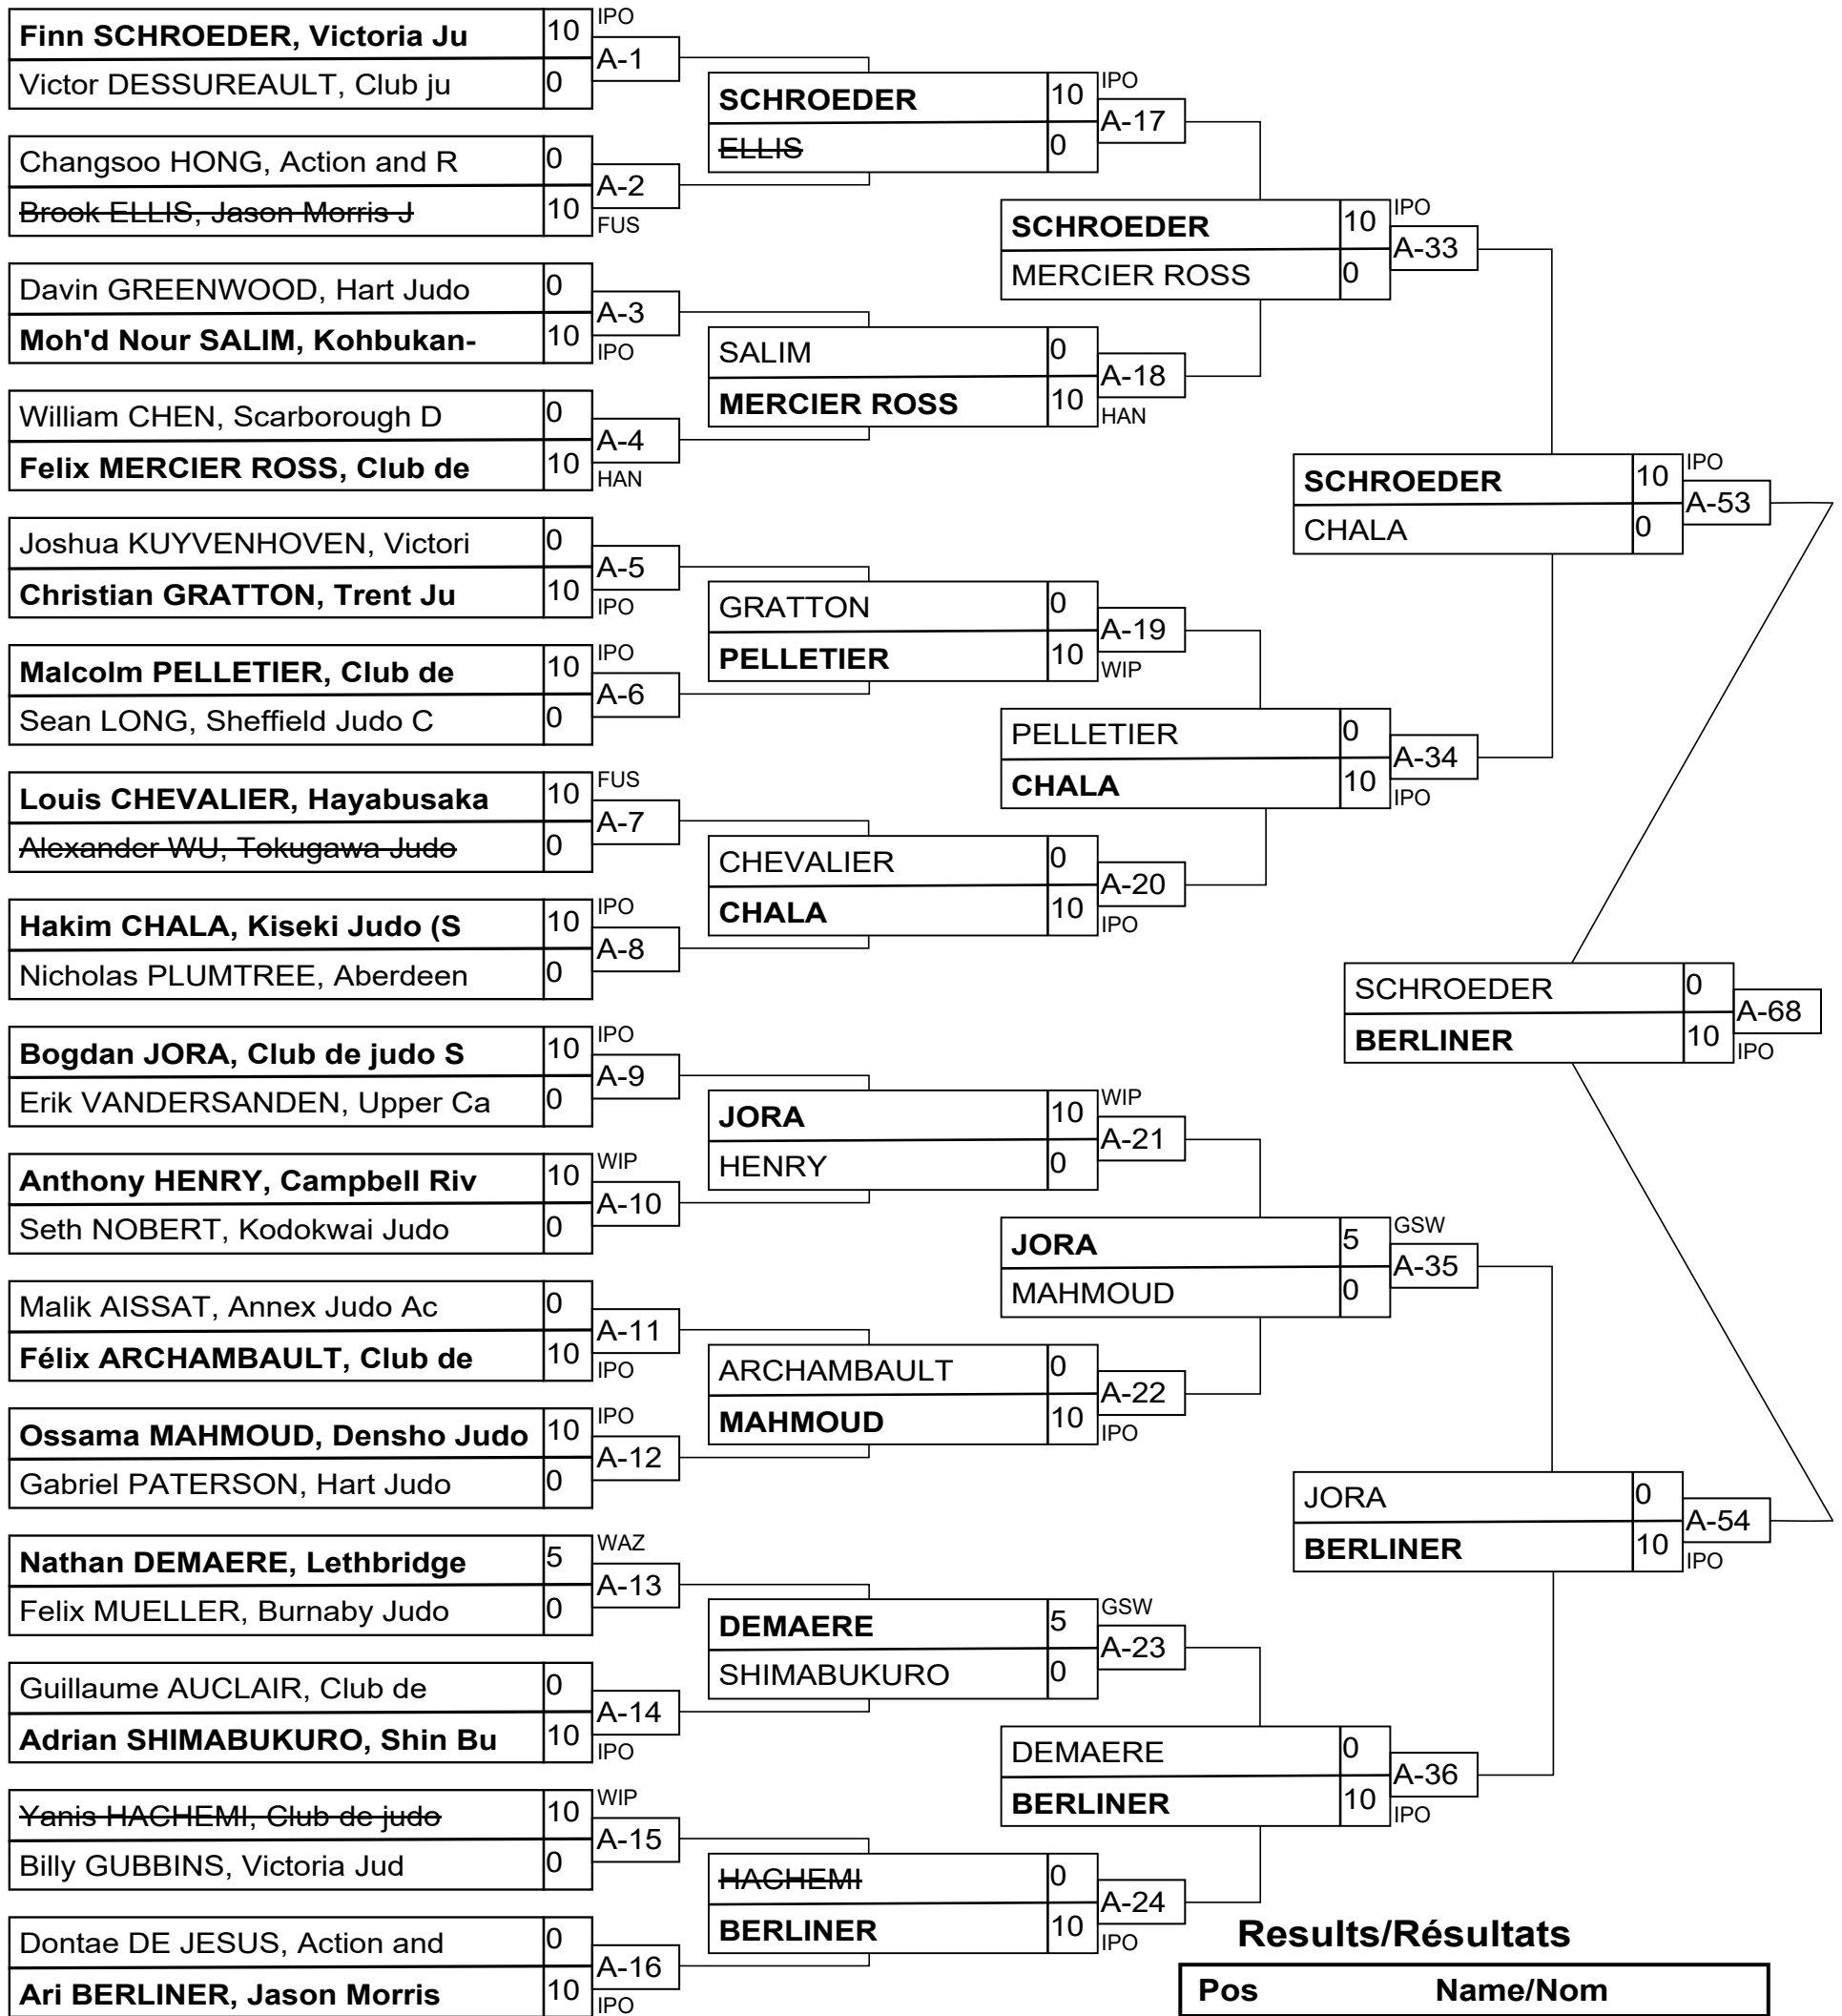 Finn SCHROEDER, Victoria Ju 10 IPO
A-1
Victor DESSUREAULT, Club ju 0
Changsoo HONG, Action and R 0
A-2
Brook ELLIS, Jason Morris J 10 FUS
Davin GREENWOOD, Hart Judo 0
A-3
Moh'd Nour SALIM, Kohbukan- 10 IPO
William CHEN, Scarborough D 0
A-4
Felix MERCIER ROSS, Club de 10 HAN
Joshua KUYVENHOVEN, Victori 0
A-5
Christian GRATTON, Trent Ju 10 IPO
Malcolm PELLETIER, Club de 10 IPO
A-6
Sean LONG, Sheffield Judo C 0
Louis CHEVALIER, Hayabusaka 10 FUS
A-7
Alexander WU, Tokugawa Judo 0
Hakim CHALA, Kiseki Judo (S 10 IPO
A-8
Nicholas PLUMTREE, Aberdeen 0
Bogdan JORA, Club de judo S 10 IPO
A-9
Erik VANDERSANDEN, Upper Ca 0
Anthony HENRY, Campbell Riv 10 WIP
A-10
Seth NOBERT, Kodokwai Judo 0
Malik AISSAT, Annex Judo Ac 0
A-11
Félix ARCHAMBAULT, Club de 10 IPO
Ossama MAHMOUD, Densho Judo 10 IPO
A-12
Gabriel PATERSON, Hart Judo 0
Nathan DEMAERE, Lethbridge 5 WAZ
A-13
Felix MUELLER, Burnaby Judo 0
Guillaume AUCLAIR, Club de 0
A-14
Adrian SHIMABUKURO, Shin Bu 10 IPO
Yanis HACHEMI, Club de judo 10 WIP
A-15
Billy GUBBINS, Victoria Jud 0
Dontae DE JESUS, Action and 0
A-16
Ari BERLINER, Jason Morris 10 IPO
SCHROEDER 10 IPO
A-17
ELLIS 0
SALIM 0
A-18
MERCIER ROSS 10 HAN
GRATTON 0
A-19
PELLETIER 10 WIP
CHEVALIER 0
A-20
CHALA 10 IPO
JORA 10 WIP
A-21
HENRY 0
ARCHAMBAULT 0
A-22
MAHMOUD 10 IPO
DEMAERE 5 GSW
A-23
SHIMABUKURO 0
HACHEMI 0
A-24
BERLINER 10 IPO
SCHROEDER 10 IPO
A-33
MERCIER ROSS 0
PELLETIER 0
A-34
CHALA 10 IPO
JORA 5 GSW
A-35
MAHMOUD 0
DEMAERE 0
A-36
BERLINER 10 IPO
SCHROEDER 10 IPO
A-53
CHALA 0
JORA 0
A-54
BERLINER 10 IPO
SCHROEDER 0
A-68
BERLINER 10 IPO
Results/Résultats
Pos Name/Nom